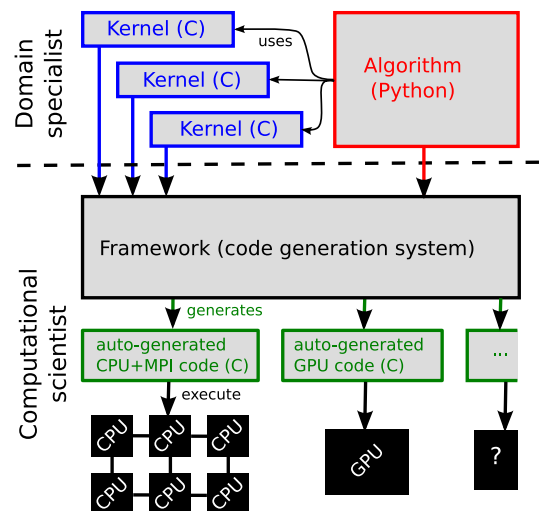 Domain
specialist
Kernel (C)
uses
Kernel (C)
Kernel (C)
Algorithm
(Python)
Computational
scientist
Framework (code generation system)
generates
auto-generated
CPU+MPI code (C)
auto-generated
GPU code (C)
...
execute
CPU CPU CPU
CPU CPU CPU
GPU
?